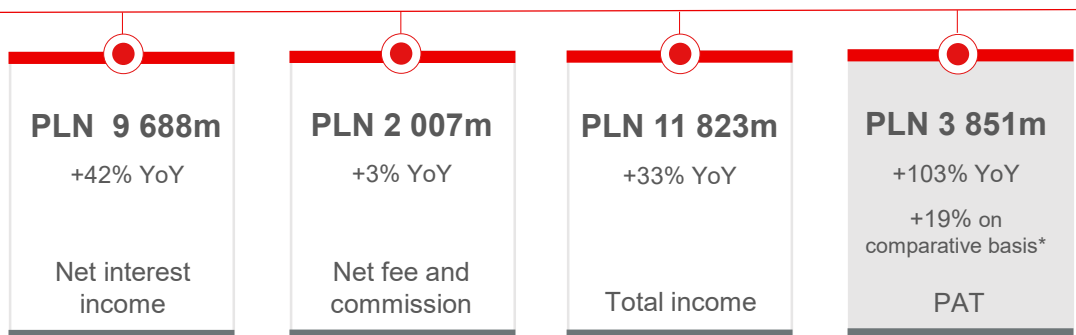 PLN 9 688m
+42% YoY
Net interest
income
PLN 2 007m
+3% YoY
Net fee and
commission
PLN 11 823m
+33% YoY
Total income
PLN 3 851m
+103% YoY
+19% on
comparative basis*
PAT